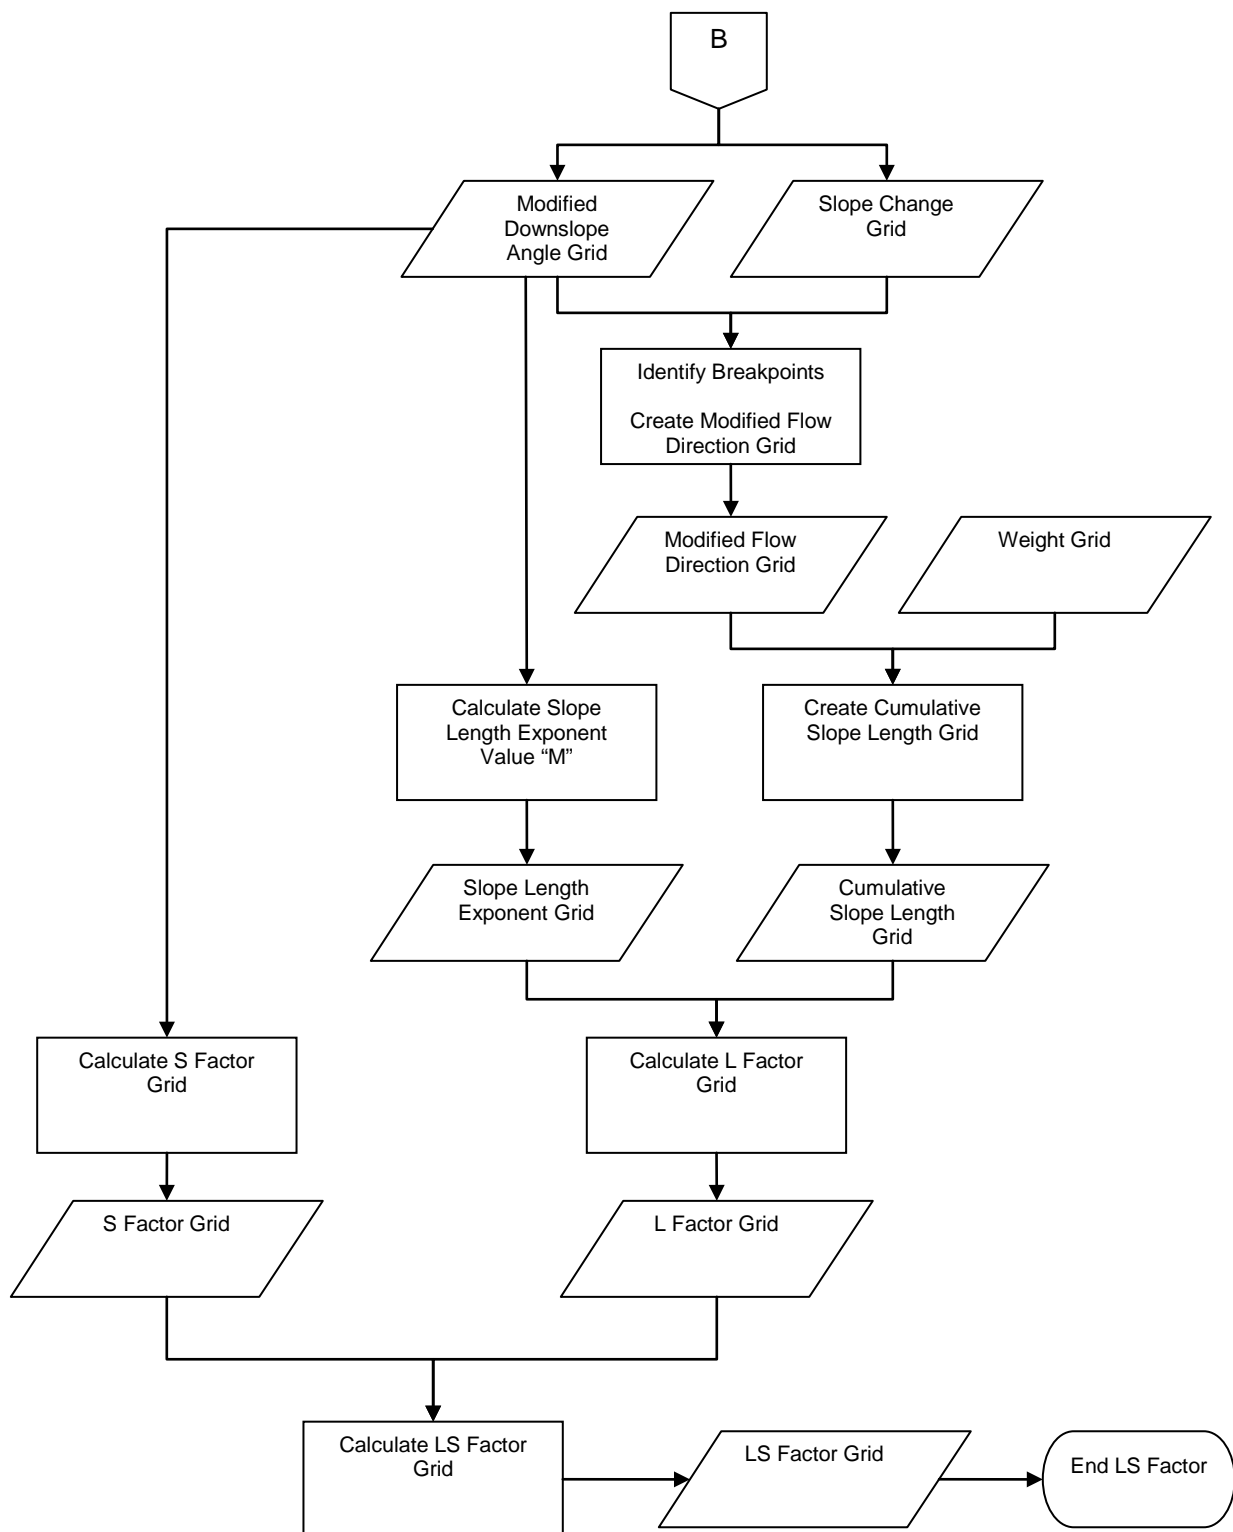 B
Modified
Downslope
Angle Grid
Slope Change
Grid
Identify Breakpoints
Create Modified Flow
Direction Grid
Modified Flow
Direction Grid
Weight Grid
Calculate Slope
Length Exponent
Value “M”
Create Cumulative
Slope Length Grid
Slope Length
Exponent Grid
Cumulative
Slope Length
Grid
Calculate S Factor
Grid
Calculate L Factor
Grid
S Factor Grid
L Factor Grid
Calculate LS Factor
Grid
LS Factor Grid
End LS Factor